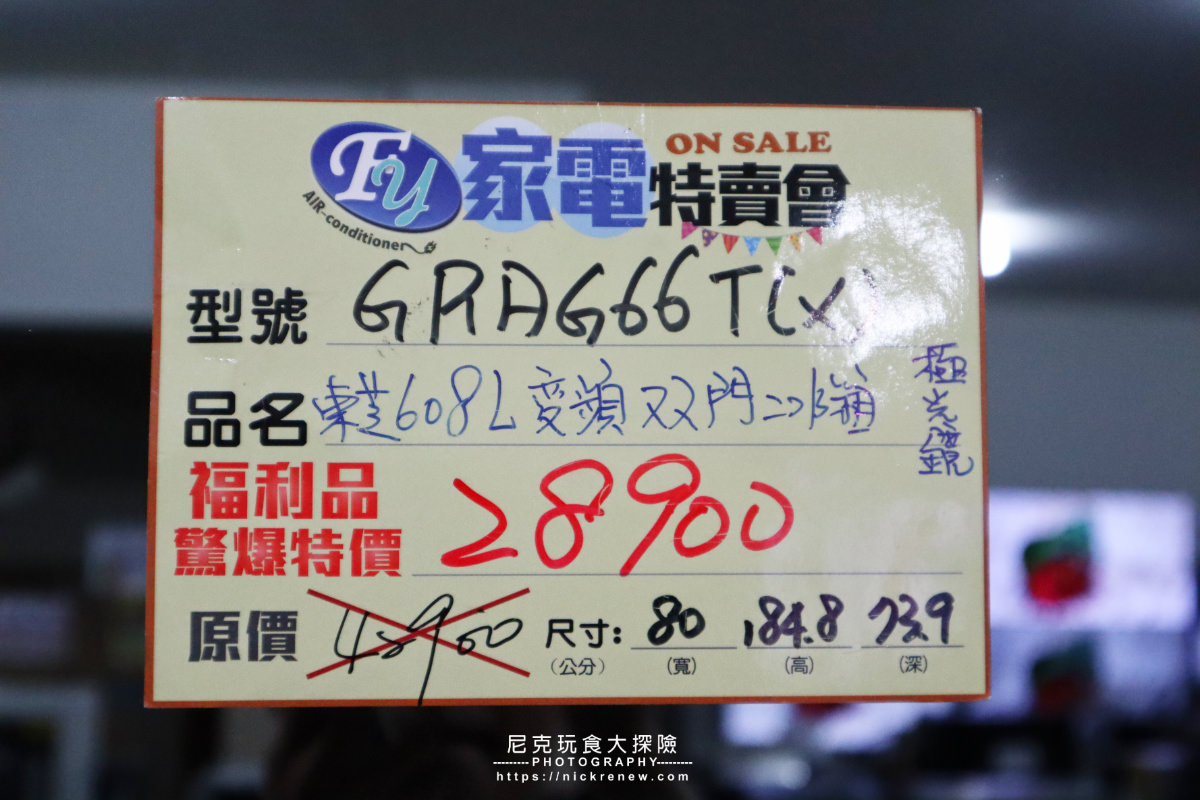 Fy
AIR-conditioner
家電特賣會
ON SALE
型號 GRAG66T(X)
品名 東芝608L 变頻双門冰箱
極光鏡
福利品
驚爆特價 28900
原價 尺寸: 80 184.8 73.9
(公分) (寬) (高) (深)
尼克玩食大探險
--------PHOTOGRAPHY--------
https://nickrenew.com